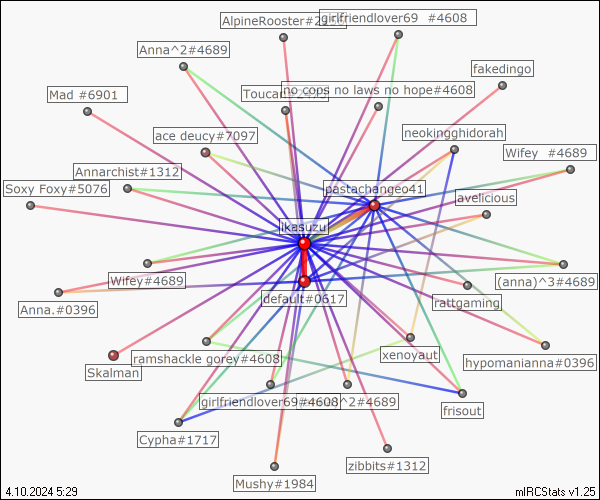 AlpineRooster#2
girlfriendlover69  #4608
Anna^2#4689
fakedingo
Toucan
no cops no laws no hope#4608
Mad #6901
ace deucy#7097
neokingghidorah
Wifey  #4689
Annarchist#1312
Soxy Foxy#5076
pastachangeo41
avelicious
ikasuzu
Wifey#4689
(anna)^3#4689
default#0617
Anna.#0396
rattgaming
ramshackle gorey#4608
xenoyaut
hypomanianna#0396
Skalman
girlfriendlover69#4608
^2#4689
frisout
Cypha#1717
zibbits#1312
Mushy#1984
4.10.2024 5:29
mIRCStats v1.25